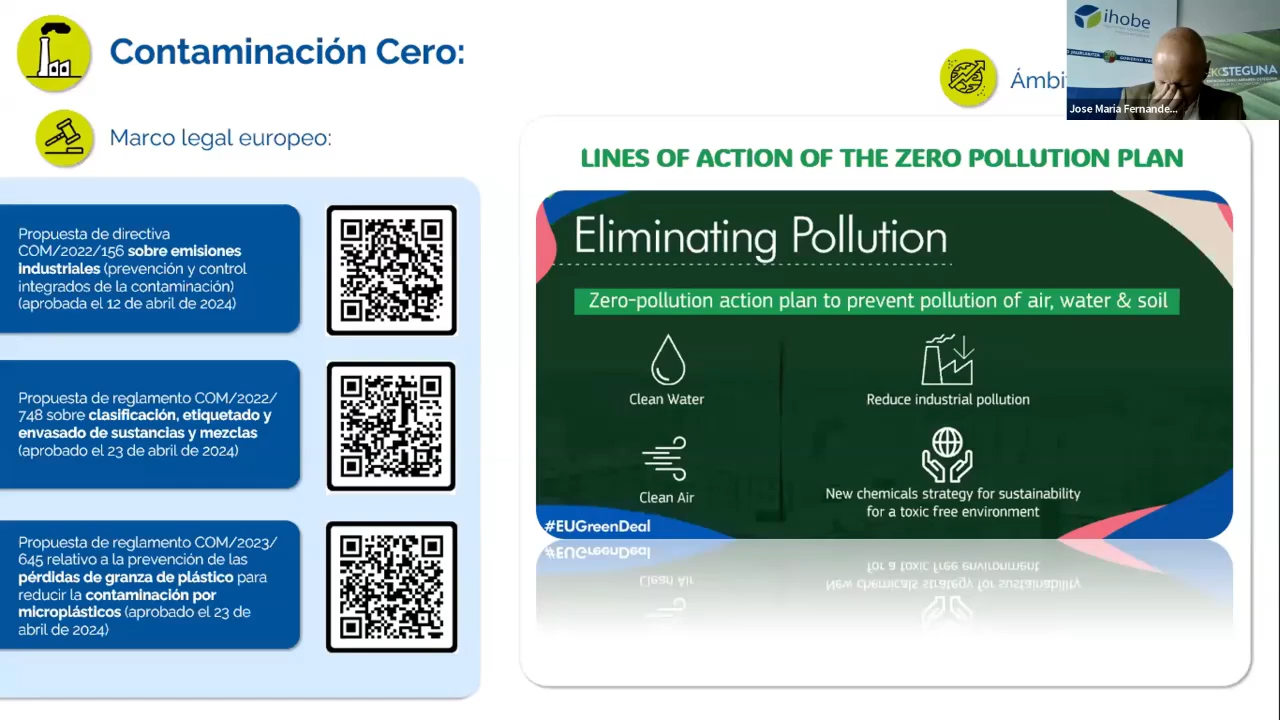 Contaminación Cero:
Marco legal europeo:
Propuesta de directiva
COM/2022/156 sobre emisiones
industriales (prevención y control
integrados de la contaminación)
(aprobada el 12 de abril de 2024)
Propuesta de reglamento COM/2022/
748 sobre clasificación, etiquetado y
envasado de sustancias y mezclas
(aprobado el 23 de abril de 2024)
Propuesta de reglamento COM/2023/
645 relativo a la prevención de las
pérdidas de granza de plástico para
reducir la contaminación por
microplásticos (aprobado el 23 de
abril de 2024)
Ámbi
ihobe
STEGUNA
Jose Maria Fernande...
LINES OF ACTION OF THE ZERO POLLUTION PLAN
Eliminating Pollution
Zero-pollution action plan to prevent pollution of air, water & soil
Clean Water
Reduce industrial pollution
Clean Air
New chemicals strategy for sustainability
for a toxic free environment
#EUGreenDeal